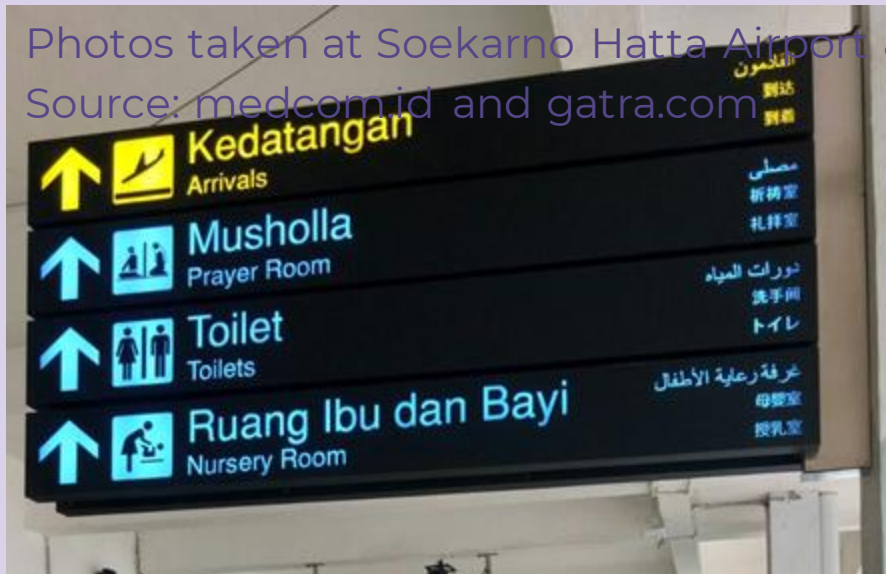 Photos taken at Soekarno Hatta Airport
Source: medcom.id and gatra.com
Kedatangan
Arrivals
القادمون
到达
到着
Musholla
Prayer Room
مصلى
祈祷室
礼拝室
Toilet
Toilets
دورات المياه
洗手间
トイレ
Ruang Ibu dan Bayi
Nursery Room
غرفة رعاية الأطفال
母婴室
授乳室